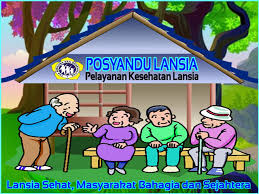 POSYANDU LANSIA
Pelayanan Kesehatan Lansia
Lansia Sehat, Masyarakat Bahagia dan Sejahtera